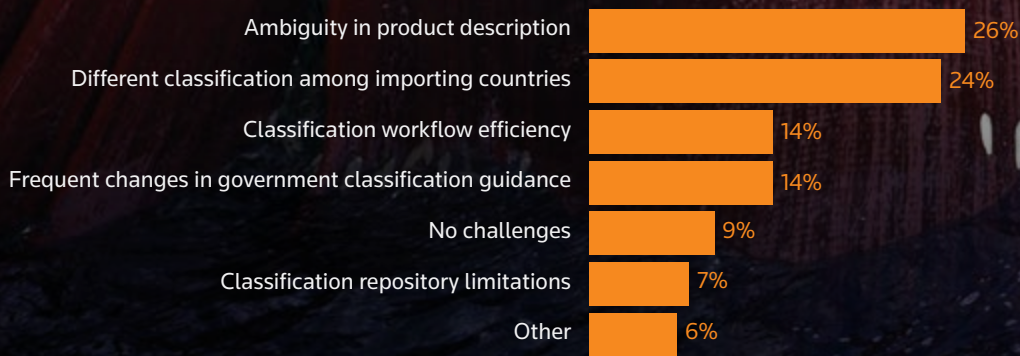 Ambiguity in product description 26%
Different classification among importing countries 24%
Classification workflow efficiency 14%
Frequent changes in government classification guidance 14%
No challenges 9%
Classification repository limitations 7%
Other 6%